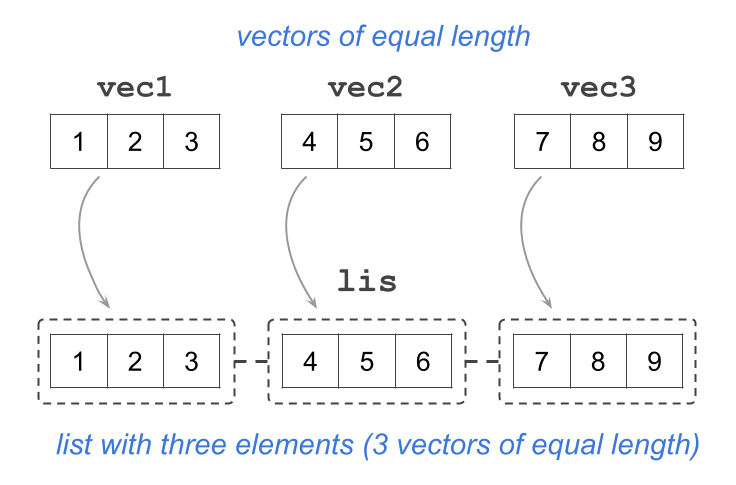 vectors of equal length
vec1 vec2 vec3
1 2 3 4 5 6 7 8 9
lis
1 2 3 4 5 6 7 8 9
list with three elements (3 vectors of equal length)